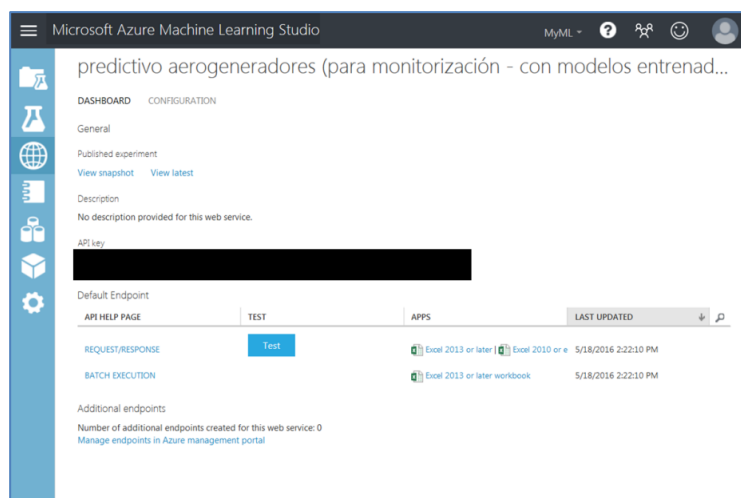 Microsoft Azure Machine Learning Studio
MyML
?
predictivo aerogeneradores (para monitorización - con modelos entrenad...
DASHBOARD CONFIGURATION
General
Published experiment
View snapshot View latest
Description
No description provided for this web service.
API key
Default Endpoint
API HELP PAGE TEST APPS LAST UPDATED
REQUEST/RESPONSE Test Excel 2013 or later | Excel 2010 or e 5/18/2016 2:22:10 PM
BATCH EXECUTION Excel 2013 or later workbook 5/18/2016 2:22:10 PM
Additional endpoints
Number of additional endpoints created for this web service: 0
Manage endpoints in Azure management portal